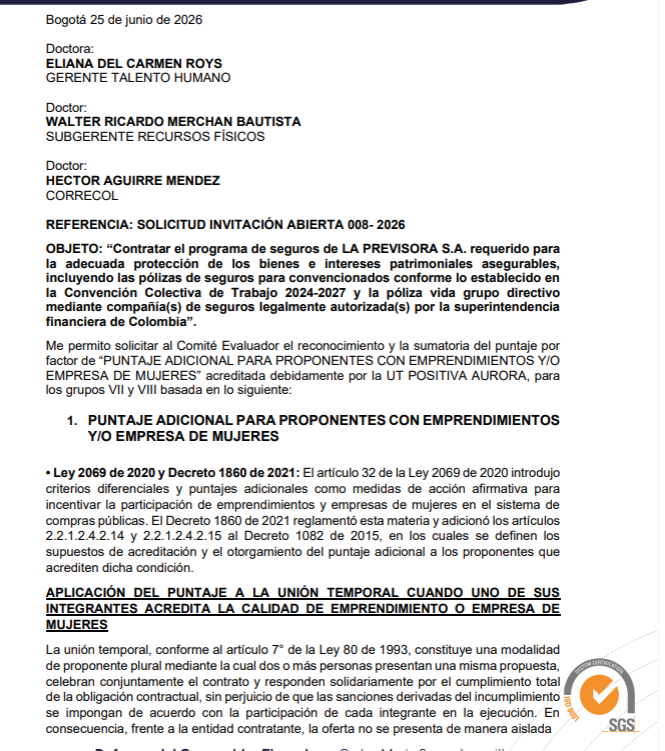 Bogotá 25 de junio de 2026
Doctora:
ELIANA DEL CARMEN ROYS
GERENTE TALENTO HUMANO
Doctor:
WALTER RICARDO MERCHAN BAUTISTA
SUBGERENTE RECURSOS FÍSICOS
Doctor:
HECTOR AGUIRRE MENDEZ
CORRECOL
REFERENCIA: SOLICITUD INVITACIÓN ABIERTA 008- 2026
OBJETO: “Contratar el programa de seguros de LA PREVISORA S.A. requerido para
la adecuada protección de los bienes e intereses patrimoniales asegurables,
incluyendo las pólizas de seguros para convencionados conforme lo establecido en
la Convención Colectiva de Trabajo 2024-2027 y la póliza vida grupo directivo
mediante compañía(s) de seguros legalmente autorizada(s) por la superintendencia
financiera de Colombia”.
Me permito solicitar al Comité Evaluador el reconocimiento y la sumatoria del puntaje por
factor de “PUNTAJE ADICIONAL PARA PROPONENTES CON EMPRENDIMIENTOS Y/O
EMPRESA DE MUJERES” acreditada debidamente por la UT POSITIVA AURORA, para
los grupos VII y VIII basada en lo siguiente:
1. PUNTAJE ADICIONAL PARA PROPONENTES CON EMPRENDIMIENTOS
Y/O EMPRESA DE MUJERES
• Ley 2069 de 2020 y Decreto 1860 de 2021: El artículo 32 de la Ley 2069 de 2020 introdujo
criterios diferenciales y puntajes adicionales como medidas de acción afirmativa para
incentivar la participación de emprendimientos y empresas de mujeres en el sistema de
compras públicas. El Decreto 1860 de 2021 reglamentó esta materia y adicionó los artículos
2.2.1.2.4.2.14 y 2.2.1.2.4.2.15 al Decreto 1082 de 2015, en los cuales se definen los
supuestos de acreditación y el otorgamiento del puntaje adicional a los proponentes que
acrediten dicha condición.
APLICACIÓN DEL PUNTAJE A LA UNIÓN TEMPORAL CUANDO UNO DE SUS
INTEGRANTES ACREDITA LA CALIDAD DE EMPRENDIMIENTO O EMPRESA DE
MUJERES
La unión temporal, conforme al artículo 7° de la Ley 80 de 1993, constituye una modalidad
de proponente plural mediante la cual dos o más personas presentan una misma propuesta,
celebran conjuntamente el contrato y responden solidariamente por el cumplimiento total
de la obligación contractual, sin perjuicio de que las sanciones derivadas del incumplimiento
se impongan de acuerdo con la participación de cada integrante en la ejecución. En
consecuencia, frente a la entidad contratante, la oferta no se presenta de manera aislada
SYSTEM CERTIFICATION
ISO 9001
SGS